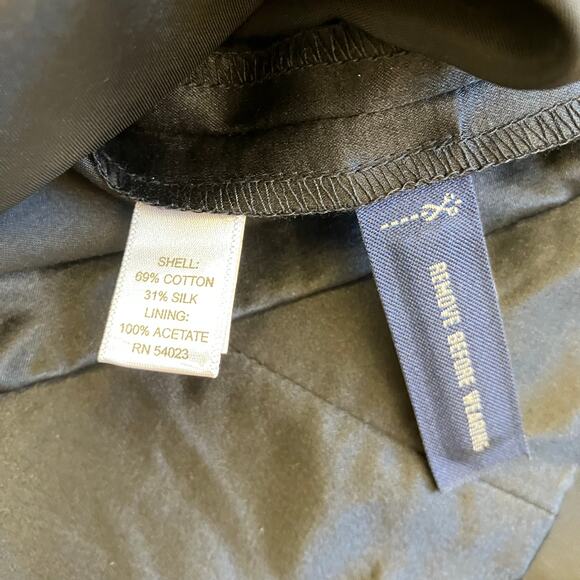 SHELL:
69% COTTON
31% SILK
LINING:
100% ACETATE
RN 54023
REMOVE BEFORE WEARING